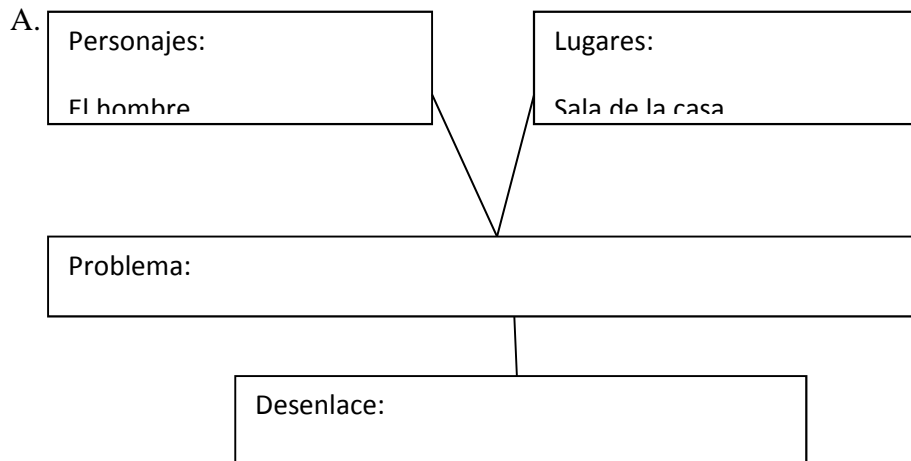 A.
Personajes:
El hombre
Lugares:
Sala de la casa
Problema:
Desenlace: